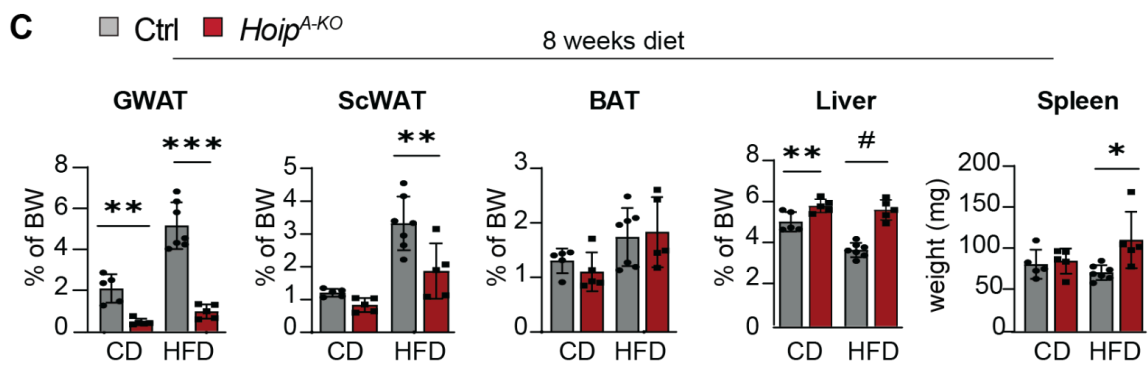 C Ctrl Hoip^A-KO
8 weeks diet
GWAT ScWAT BAT Liver Spleen
% of BW
8
6
4
2
0
**
***
CD HFD
% of BW
5
4
3
2
1
0
**
CD HFD
% of BW
3
2
1
0
CD HFD
% of BW
8
6
4
2
0
**
#
CD HFD
weight (mg)
200
150
100
50
0
*
CD HFD